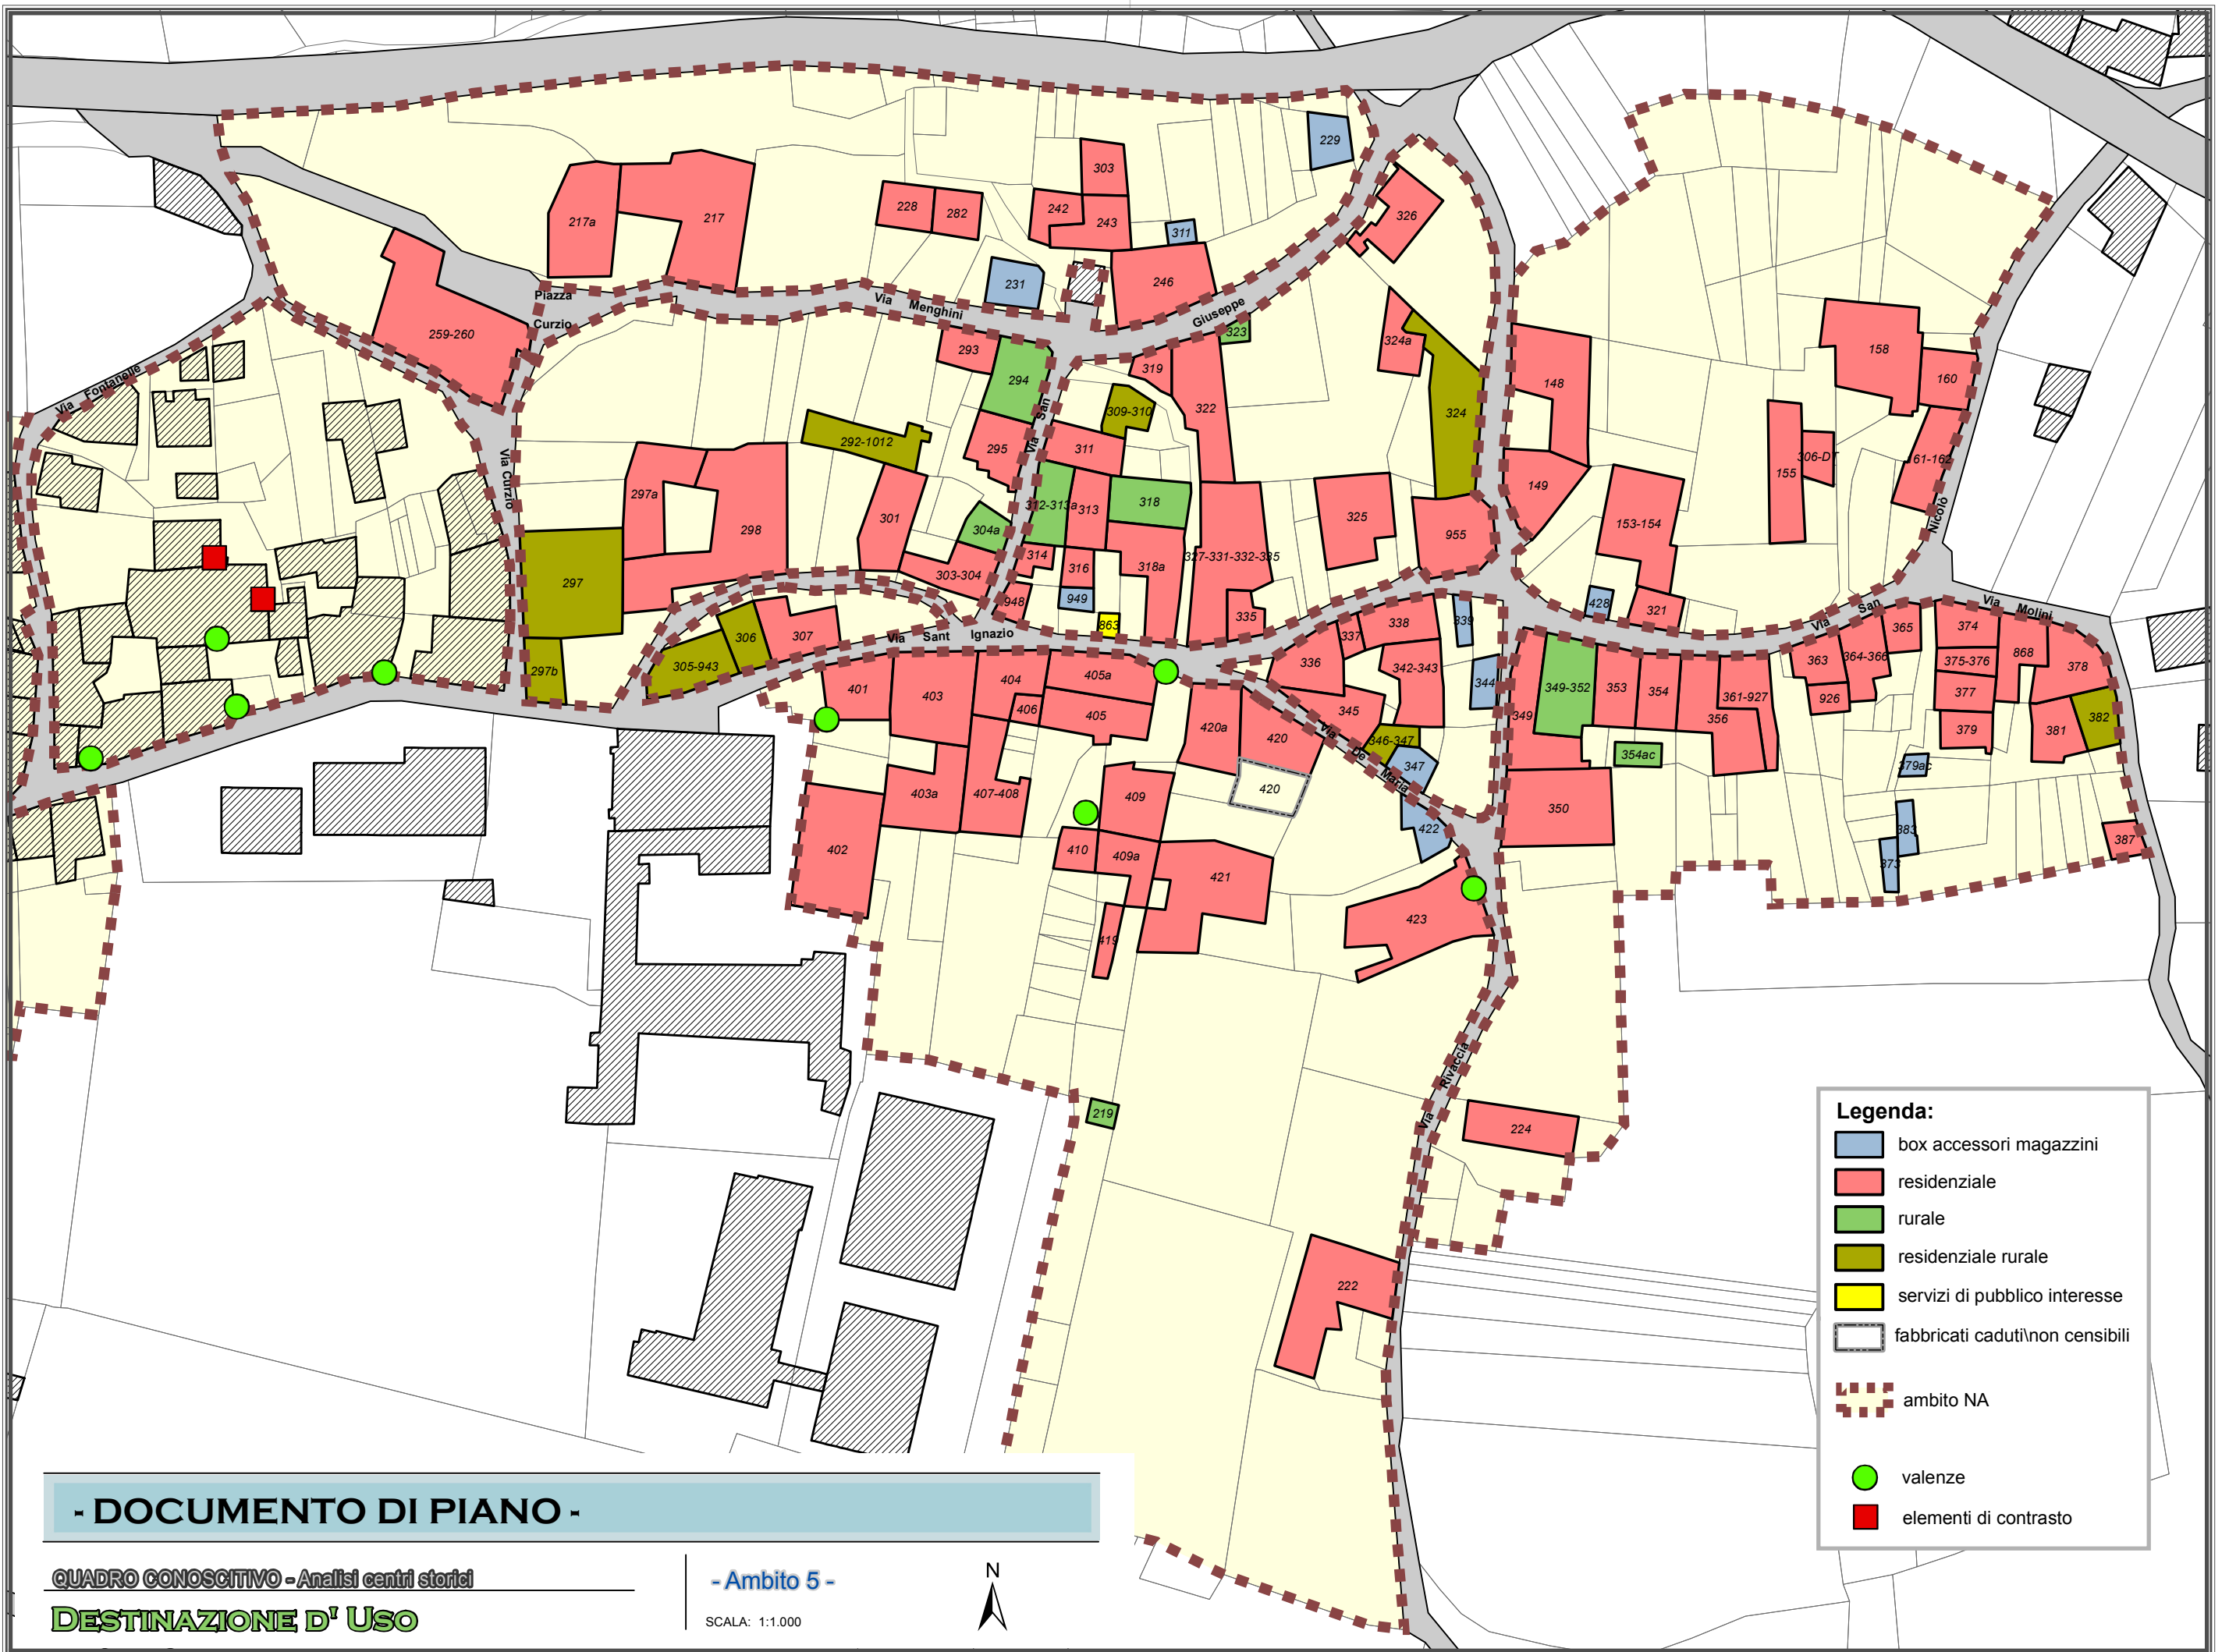 229
303
326
217a
217
228
282
242
243
311
246
231
Piazza
Curzio
Via Menghini
Giuseppe
259-260
323
293
294
319
324a
148
158
160
Via Fontanelle
Via San
309-310
322
324
292-1012
295
311
155
306-DT
161-162
Via Curzio
297a
298
301
304a
312-313a
313
318
325
955
149
153-154
Nicolò
297
303-304
314
316
318a
327-331-332-335
948
949
863
335
428
321
Via San
Via Molini
306
307
Via Sant Ignazio
337
338
339
365
374
297b
305-943
336
342-343
344
349-352
353
354
361-927
363
364-366
375-376
868
378
401
403
404
405a
406
405
345
349
356
926
377
382
420a
420
Via De Maria
346-347
347
354ac
379
381
379ac
402
403a
407-408
409
420
422
350
383
387
410
409a
421
373
423
419
Via Rivaccia
219
224
222
Legenda:
box accessori magazzini
residenziale
rurale
residenziale rurale
servizi di pubblico interesse
fabbricati caduti\non censibili
ambito NA
valenze
elementi di contrasto
- DOCUMENTO DI PIANO -
QUADRO CONOSCITIVO - Analisi centri storici
DESTINAZIONE D' USO
- Ambito 5 -
SCALA: 1:1.000
N